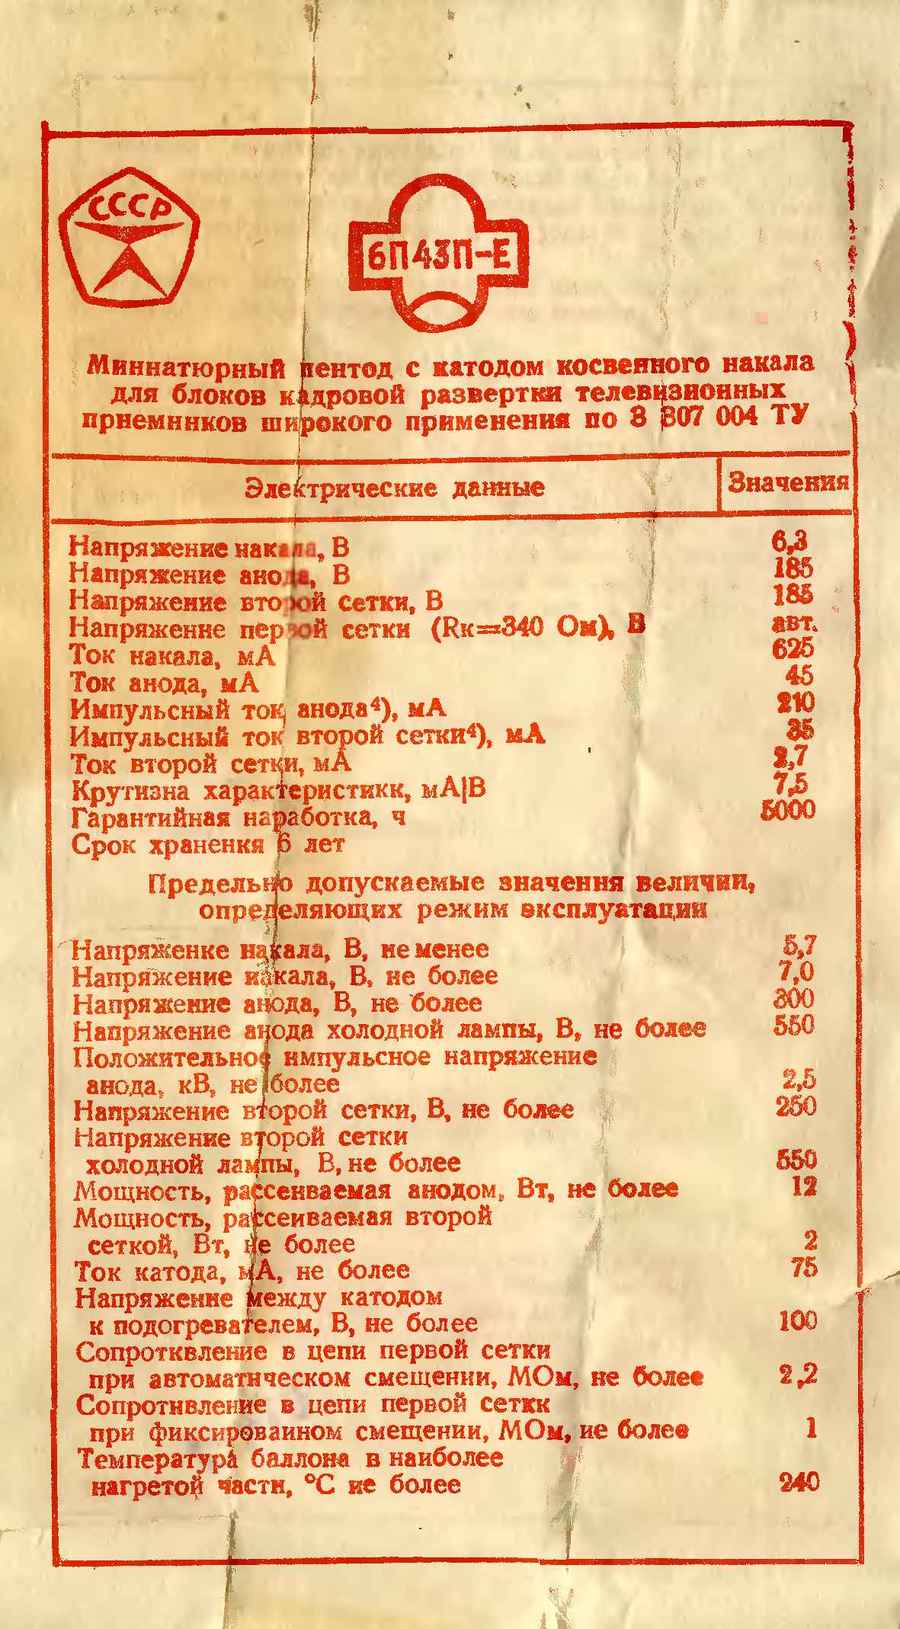 СССР
6П43П-Е
Миниатюрный пентод с катодом косвенного накала
для блоков кадровой развертки телевизионных
приемников широкого применения по 3 307 004 ТУ
Электрические данные Значения
Напряжение накала, В 6,3
Напряжение анода, В 185
Напряжение второй сетки, В 185
Напряжение первой сетки (Rк=340 Ом), В авт.
Ток накала, мА 625
Ток анода, мА 45
Импульсный ток анода⁴), мА 210
Импульсный ток второй сетки⁴), мА 35
Ток второй сетки, мА 2,7
Крутизна характеристики, мА|В 7,5
Гарантийная наработка, ч 5000
Срок хранения 6 лет
Предельно допускаемые значения величин,
определяющих режим эксплуатации
Напряжение накала, В, не менее 5,7
Напряжение накала, В, не более 7,0
Напряжение анода, В, не более 300
Напряжение анода холодной лампы, В, не более 550
Положительное импульсное напряжение
анода, кВ, не более 2,5
Напряжение второй сетки, В, не более 250
Напряжение второй сетки
холодной лампы, В, не более 550
Мощность, рассеиваемая анодом, Вт, не более 12
Мощность, рассеиваемая второй
сеткой, Вт, не более 2
Ток катода, мА, не более 75
Напряжение между катодом
и подогревателем, В, не более 100
Сопротивление в цепи первой сетки
при автоматическом смещении, МОм, не более 2,2
Сопротивление в цепи первой сетки
при фиксированном смещении, МОм, не более 1
Температура баллона в наиболее
нагретой части, °С не более 240